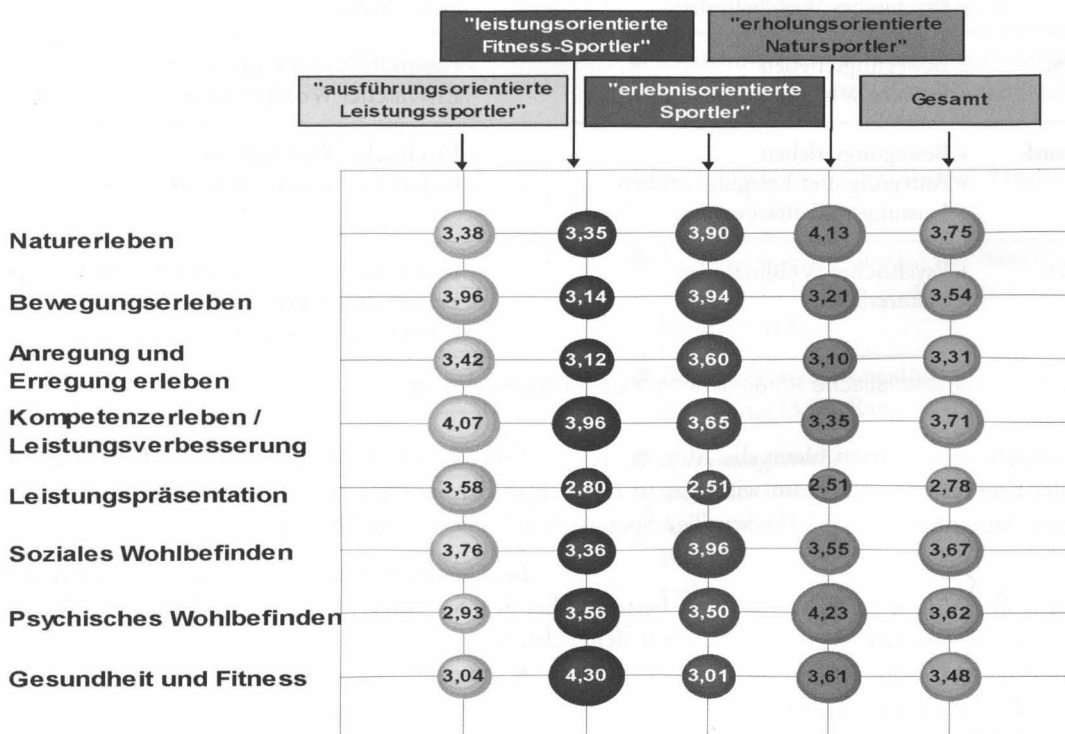 "leistungsorientierte
Fitness-Sportler"
"erholungsorientierte
Natursportler"
"ausführungsorientierte
Leistungssportler"
"erlebnisorientierte
Sportler"
Gesamt
Naturerleben 3,38 3,35 3,90 4,13 3,75
Bewegungserleben 3,96 3,14 3,94 3,21 3,54
Anregung und
Erregung erleben 3,42 3,12 3,60 3,10 3,31
Kompetenzerleben /
Leistungsverbesserung 4,07 3,96 3,65 3,35 3,71
Leistungspräsentation 3,58 2,80 2,51 2,51 2,78
Soziales Wohlbefinden 3,76 3,36 3,96 3,55 3,67
Psychisches Wohlbefinden 2,93 3,56 3,50 4,23 3,62
Gesundheit und Fitness 3,04 4,30 3,01 3,61 3,48